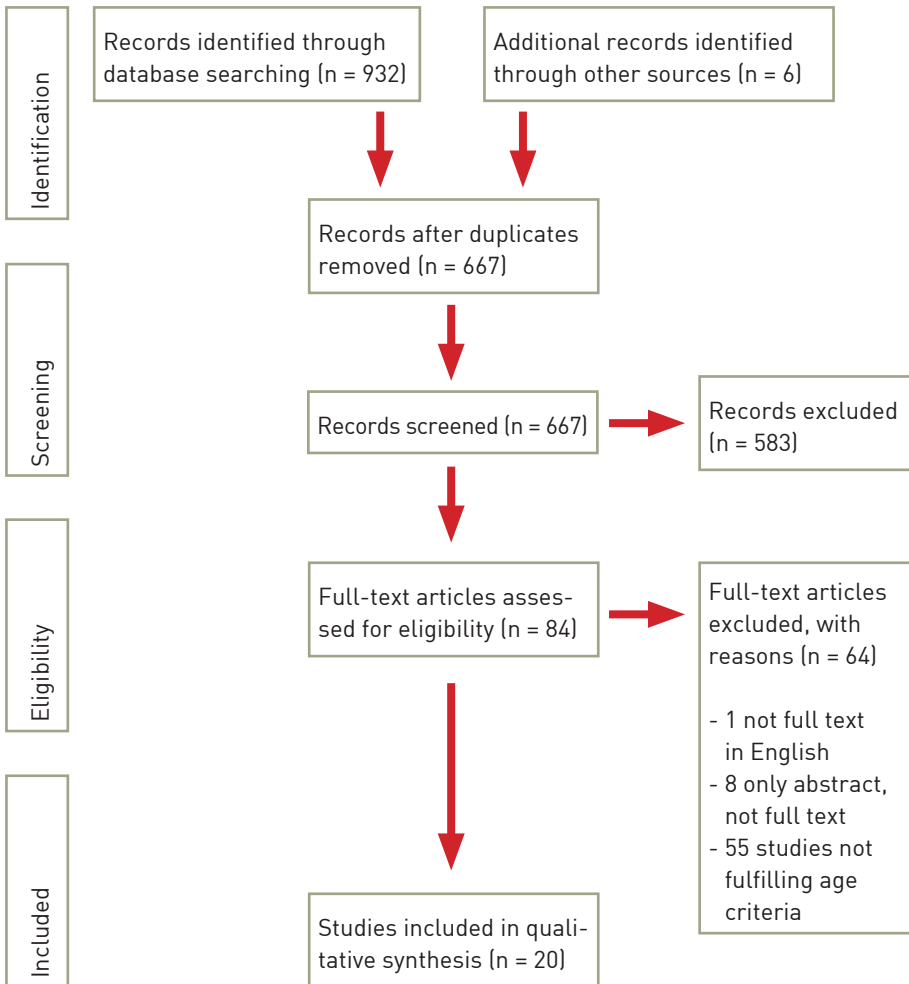 Identification
Records identified through
database searching (n = 932)
Additional records identified
through other sources (n = 6)
Records after duplicates
removed (n = 667)
Screening
Records screened (n = 667)
Records excluded
(n = 583)
Eligibility
Full-text articles asses-
sed for eligibility (n = 84)
Full-text articles
excluded, with
reasons (n = 64)
- 1 not full text
in English
- 8 only abstract,
not full text
- 55 studies not
fulfilling age
criteria
Included
Studies included in quali-
tative synthesis (n = 20)